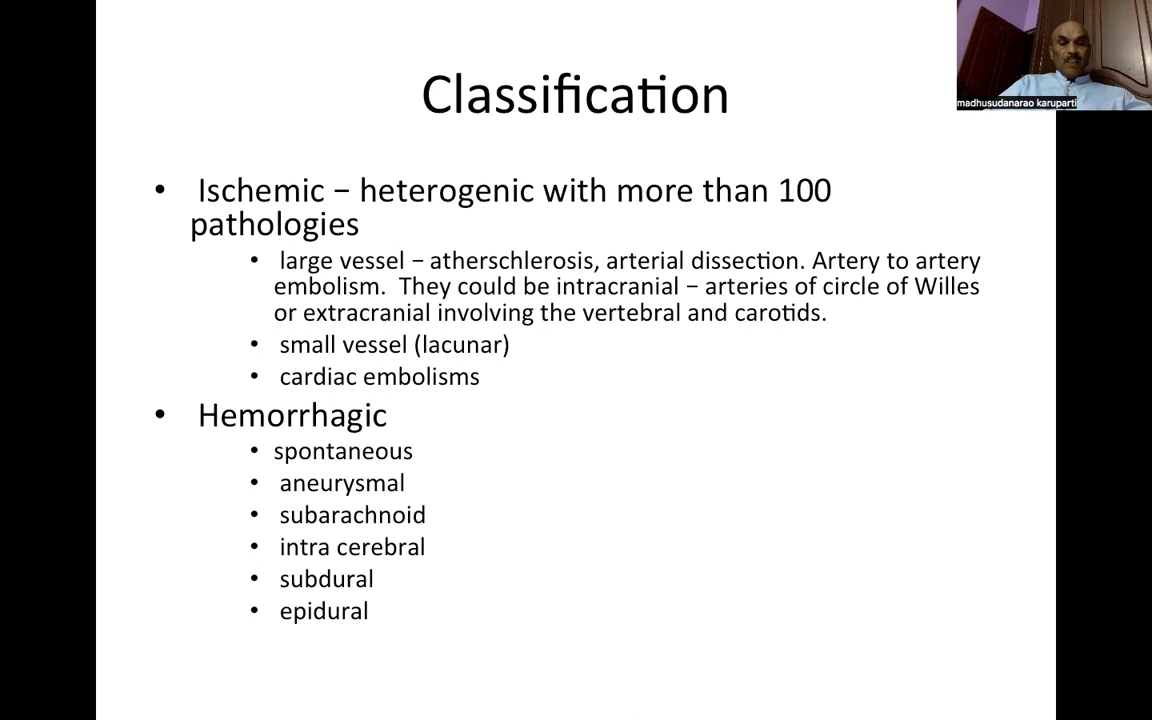 Classification
madhusudanarao karuparti
• Ischemic – heterogenic with more than 100
pathologies
• large vessel – atherschlerosis, arterial dissection. Artery to artery
embolism.  They could be intracranial – arteries of circle of Willes
or extracranial involving the vertebral and carotids.
• small vessel (lacunar)
• cardiac embolisms
• Hemorrhagic
• spontaneous
• aneurysmal
• subarachnoid
• intra cerebral
• subdural
• epidural